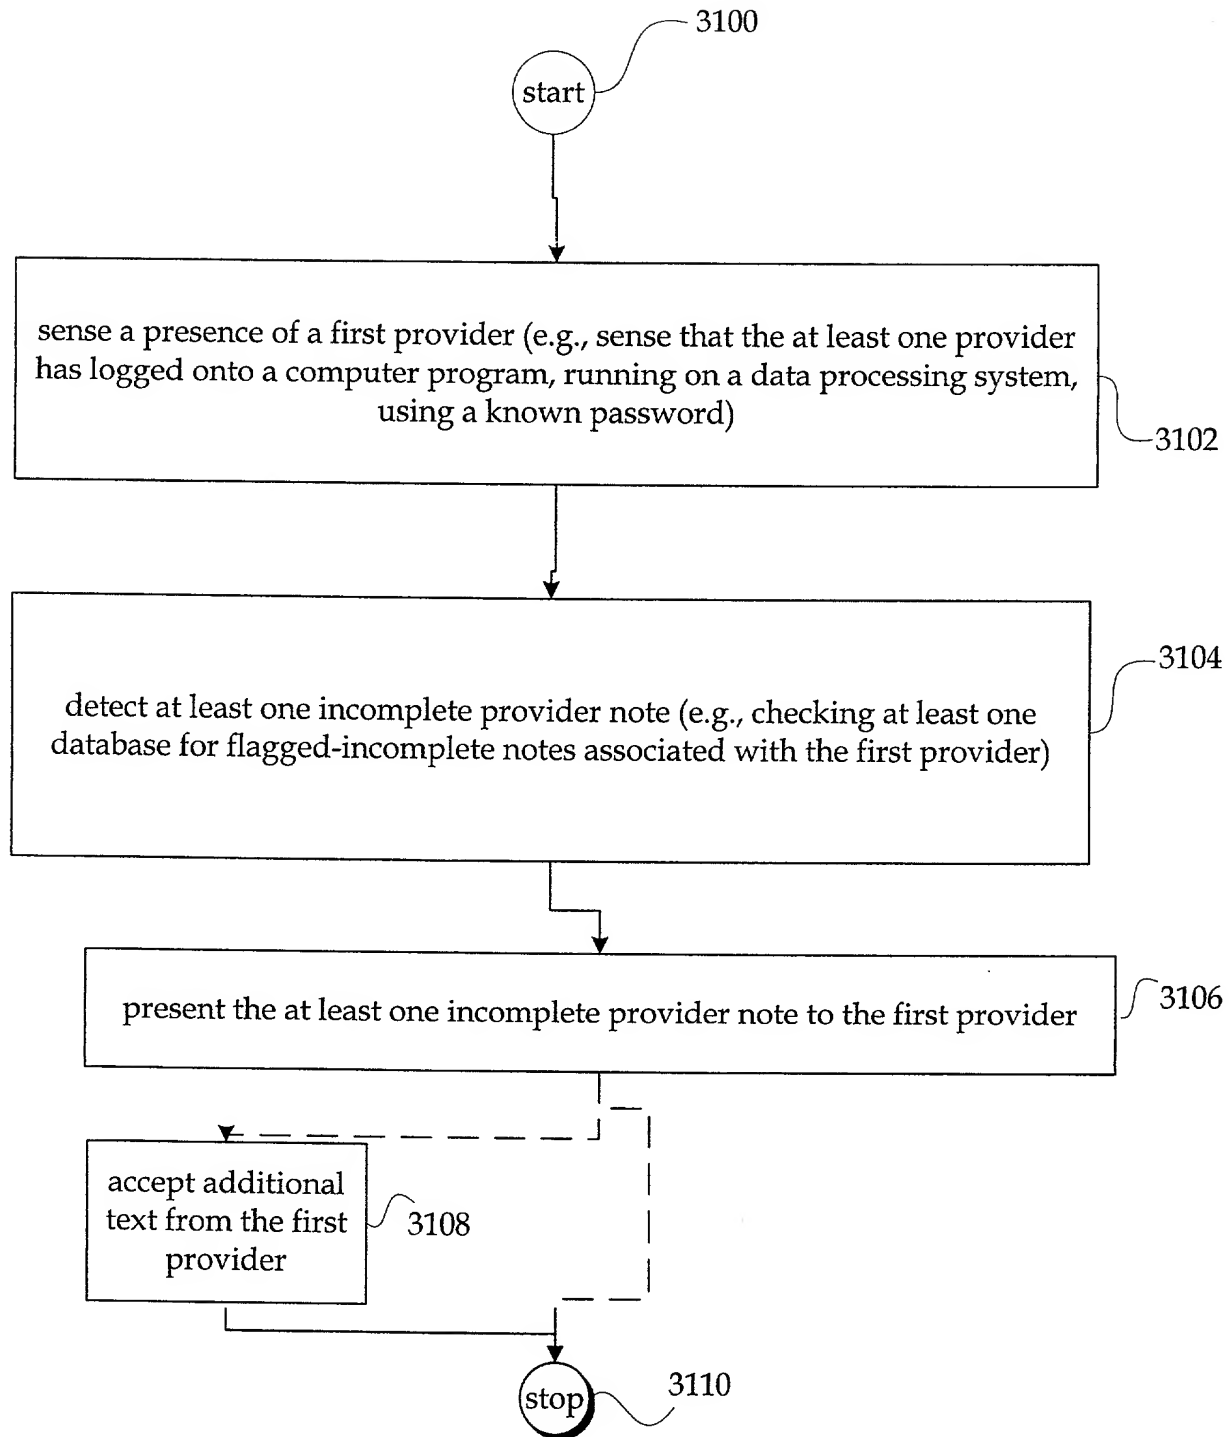 3100
start
sense a presence of a first provider (e.g., sense that the at least one provider
has logged onto a computer program, running on a data processing system,
using a known password)
3102
3104
detect at least one incomplete provider note (e.g., checking at least one
database for flagged-incomplete notes associated with the first provider)
present the at least one incomplete provider note to the first provider
3106
accept additional
text from the first
provider
3108
stop
3110